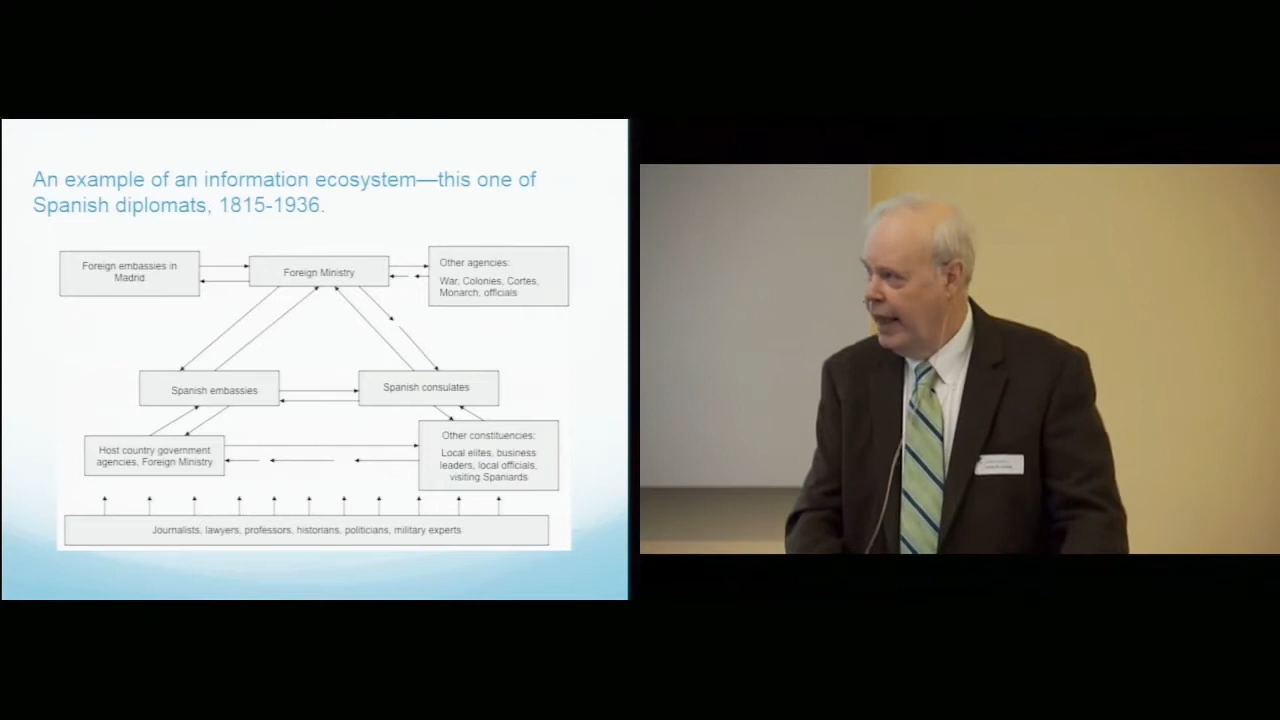 An example of an information ecosystem—this one of
Spanish diplomats, 1815-1936.
Foreign embassies in
Madrid
Foreign Ministry
Other agencies:
War, Colonies, Cortes,
Monarch, officials
Spanish embassies
Spanish consulates
Host country government
agencies, Foreign Ministry
Other constituencies:
Local elites, business
leaders, local officials,
visiting Spaniards
Journalists, lawyers, professors, historians, politicians, military experts